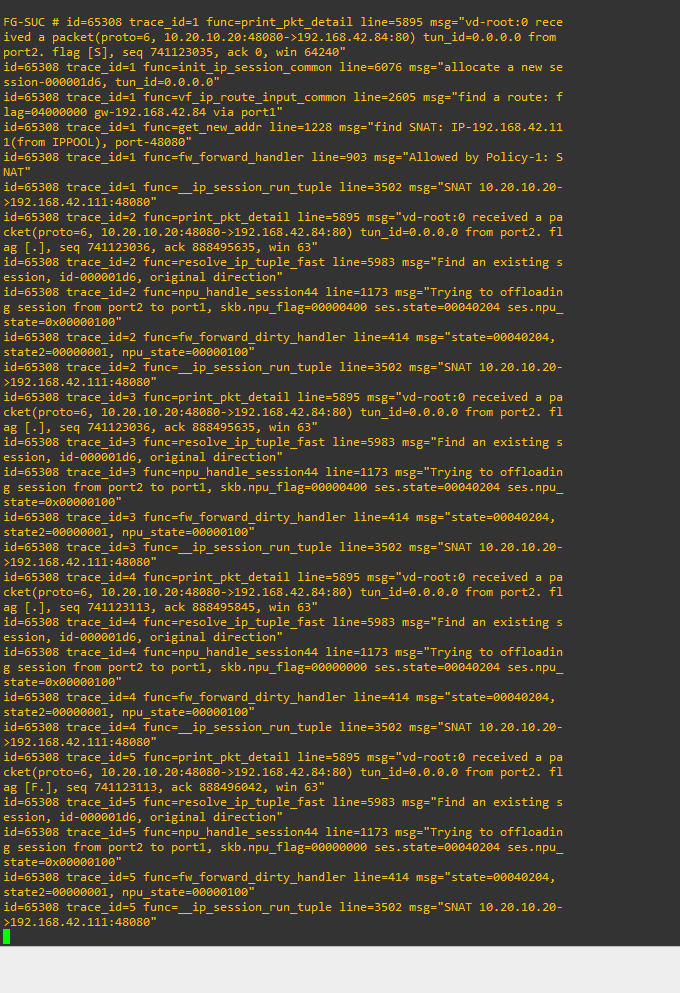 FG-SUC # id=65308 trace_id=1 func=print_pkt_detail line=5895 msg="vd-root:0 rece
ived a packet(proto=6, 10.20.10.20:48080->192.168.42.84:80) tun_id=0.0.0.0 from
port2. flag [S], seq 741123035, ack 0, win 64240"
id=65308 trace_id=1 func=init_ip_session_common line=6076 msg="allocate a new se
ssion-000001d6, tun_id=0.0.0.0"
id=65308 trace_id=1 func=vf_ip_route_input_common line=2605 msg="find a route: f
lag=04000000 gw-192.168.42.84 via port1"
id=65308 trace_id=1 func=get_new_addr line=1228 msg="find SNAT: IP-192.168.42.11
1(from IPPOOL), port-48080"
id=65308 trace_id=1 func=fw_forward_handler line=903 msg="Allowed by Policy-1: S
NAT"
id=65308 trace_id=1 func=__ip_session_run_tuple line=3502 msg="SNAT 10.20.10.20-
>192.168.42.111:48080"
id=65308 trace_id=2 func=print_pkt_detail line=5895 msg="vd-root:0 received a pa
cket(proto=6, 10.20.10.20:48080->192.168.42.84:80) tun_id=0.0.0.0 from port2. fl
ag [.], seq 741123036, ack 888495635, win 63"
id=65308 trace_id=2 func=resolve_ip_tuple_fast line=5983 msg="Find an existing s
ession, id-000001d6, original direction"
id=65308 trace_id=2 func=npu_handle_session44 line=1173 msg="Trying to offloadin
g session from port2 to port1, skb.npu_flag=00000400 ses.state=00040204 ses.npu_
state=0x00000100"
id=65308 trace_id=2 func=fw_forward_dirty_handler line=414 msg="state=00040204,
state2=00000001, npu_state=00000100"
id=65308 trace_id=2 func=__ip_session_run_tuple line=3502 msg="SNAT 10.20.10.20-
>192.168.42.111:48080"
id=65308 trace_id=3 func=print_pkt_detail line=5895 msg="vd-root:0 received a pa
cket(proto=6, 10.20.10.20:48080->192.168.42.84:80) tun_id=0.0.0.0 from port2. fl
ag [.], seq 741123036, ack 888495635, win 63"
id=65308 trace_id=3 func=resolve_ip_tuple_fast line=5983 msg="Find an existing s
ession, id-000001d6, original direction"
id=65308 trace_id=3 func=npu_handle_session44 line=1173 msg="Trying to offloadin
g session from port2 to port1, skb.npu_flag=00000400 ses.state=00040204 ses.npu_
state=0x00000100"
id=65308 trace_id=3 func=fw_forward_dirty_handler line=414 msg="state=00040204,
state2=00000001, npu_state=00000100"
id=65308 trace_id=3 func=__ip_session_run_tuple line=3502 msg="SNAT 10.20.10.20-
>192.168.42.111:48080"
id=65308 trace_id=4 func=print_pkt_detail line=5895 msg="vd-root:0 received a pa
cket(proto=6, 10.20.10.20:48080->192.168.42.84:80) tun_id=0.0.0.0 from port2. fl
ag [.], seq 741123113, ack 888495845, win 63"
id=65308 trace_id=4 func=resolve_ip_tuple_fast line=5983 msg="Find an existing s
ession, id-000001d6, original direction"
id=65308 trace_id=4 func=npu_handle_session44 line=1173 msg="Trying to offloadin
g session from port2 to port1, skb.npu_flag=00000000 ses.state=00040204 ses.npu_
state=0x00000100"
id=65308 trace_id=4 func=fw_forward_dirty_handler line=414 msg="state=00040204,
state2=00000001, npu_state=00000100"
id=65308 trace_id=4 func=__ip_session_run_tuple line=3502 msg="SNAT 10.20.10.20-
>192.168.42.111:48080"
id=65308 trace_id=5 func=print_pkt_detail line=5895 msg="vd-root:0 received a pa
cket(proto=6, 10.20.10.20:48080->192.168.42.84:80) tun_id=0.0.0.0 from port2. fl
ag [F.], seq 741123113, ack 888496042, win 63"
id=65308 trace_id=5 func=resolve_ip_tuple_fast line=5983 msg="Find an existing s
ession, id-000001d6, original direction"
id=65308 trace_id=5 func=npu_handle_session44 line=1173 msg="Trying to offloadin
g session from port2 to port1, skb.npu_flag=00000000 ses.state=00040204 ses.npu_
state=0x00000100"
id=65308 trace_id=5 func=fw_forward_dirty_handler line=414 msg="state=00040204,
state2=00000001, npu_state=00000100"
id=65308 trace_id=5 func=__ip_session_run_tuple line=3502 msg="SNAT 10.20.10.20-
>192.168.42.111:48080"